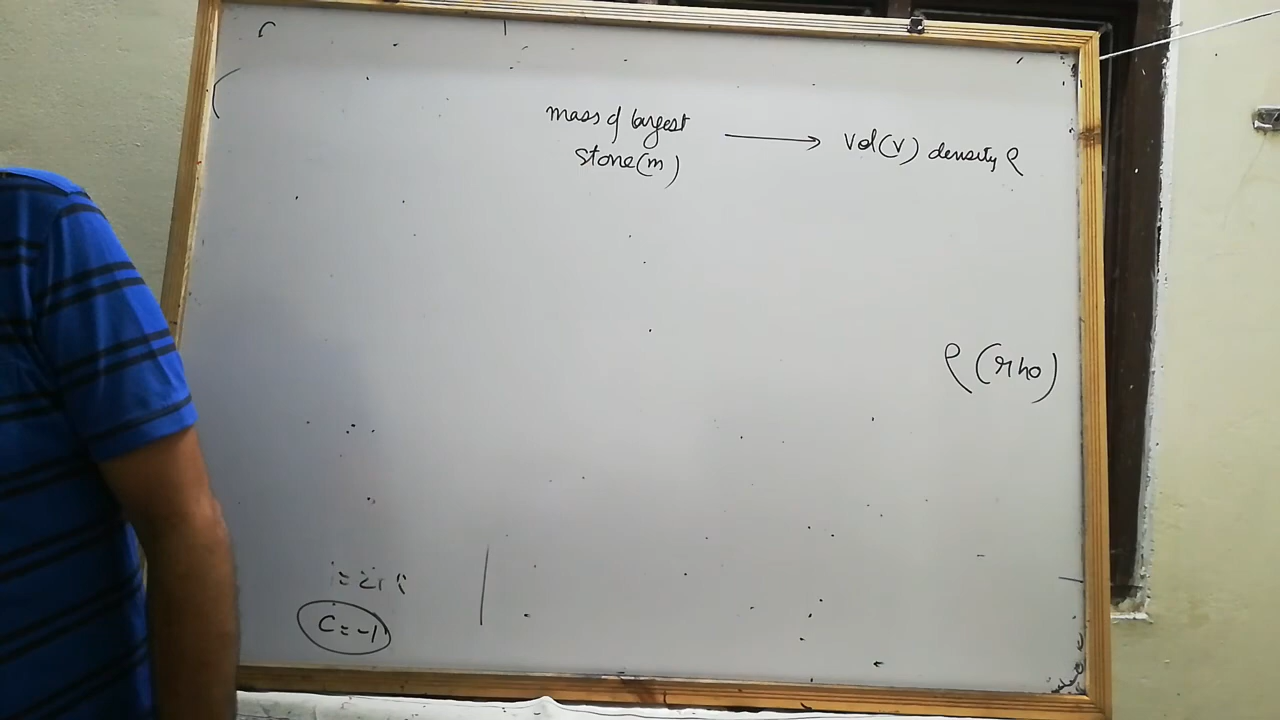 mass of largest
stone(m) ⟶ Vol(V) density ρ
ρ (rho)
C = -1